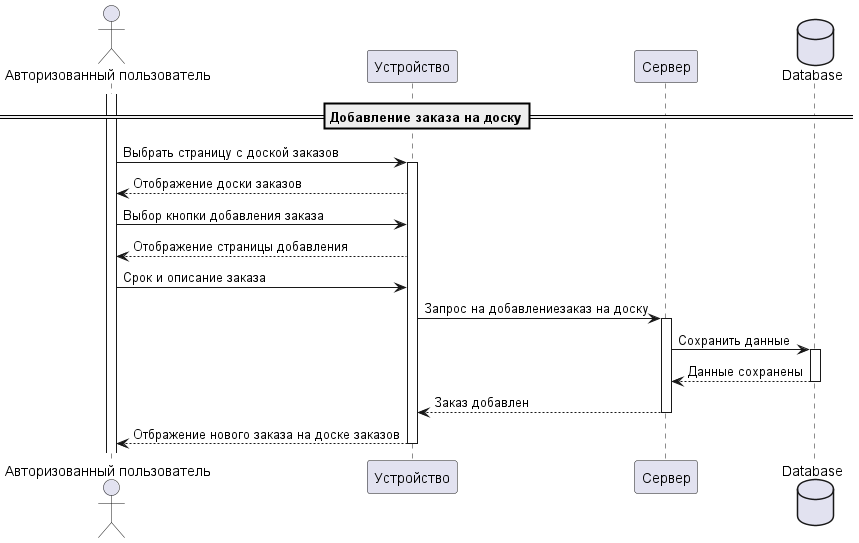 Авторизованный пользователь
Устройство
Сервер
Database
Добавление заказа на доску
Выбрать страницу с доской заказов
Отображение доски заказов
Выбор кнопки добавления заказа
Отображение страницы добавления
Срок и описание заказа
Запрос на добавлениезаказ на доску
Сохранить данные
Данные сохранены
Заказ добавлен
Отбражение нового заказа на доске заказов
Авторизованный пользователь
Устройство
Сервер
Database